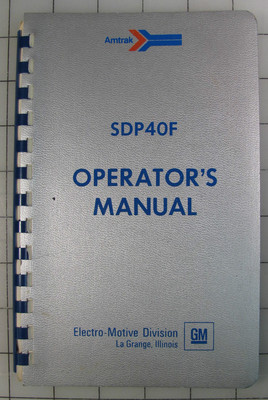 Amtrak
SDP40F
OPERATOR'S
MANUAL
Electro-Motive Division
La Grange, Illinois
GM